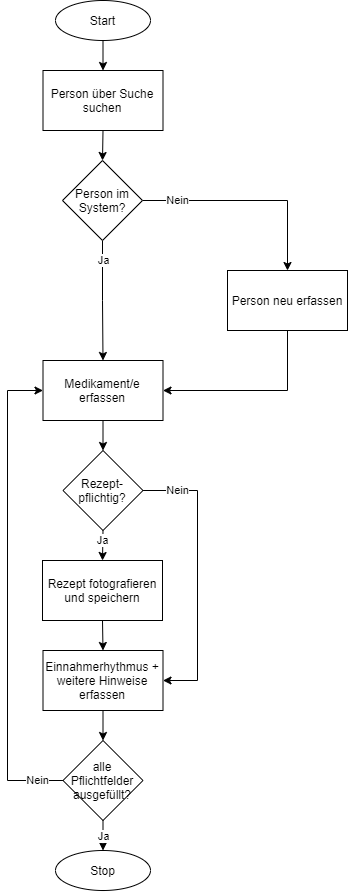 Start
Person über Suche
suchen
Person im
System?
Nein
Ja
Person neu erfassen
Medikament/e
erfassen
Rezept-
pflichtig?
Nein
Ja
Rezept fotografieren
und speichern
Einnahmerhythmus +
weitere Hinweise
erfassen
alle
Pflichtfelder
ausgefüllt?
Nein
Ja
Stop